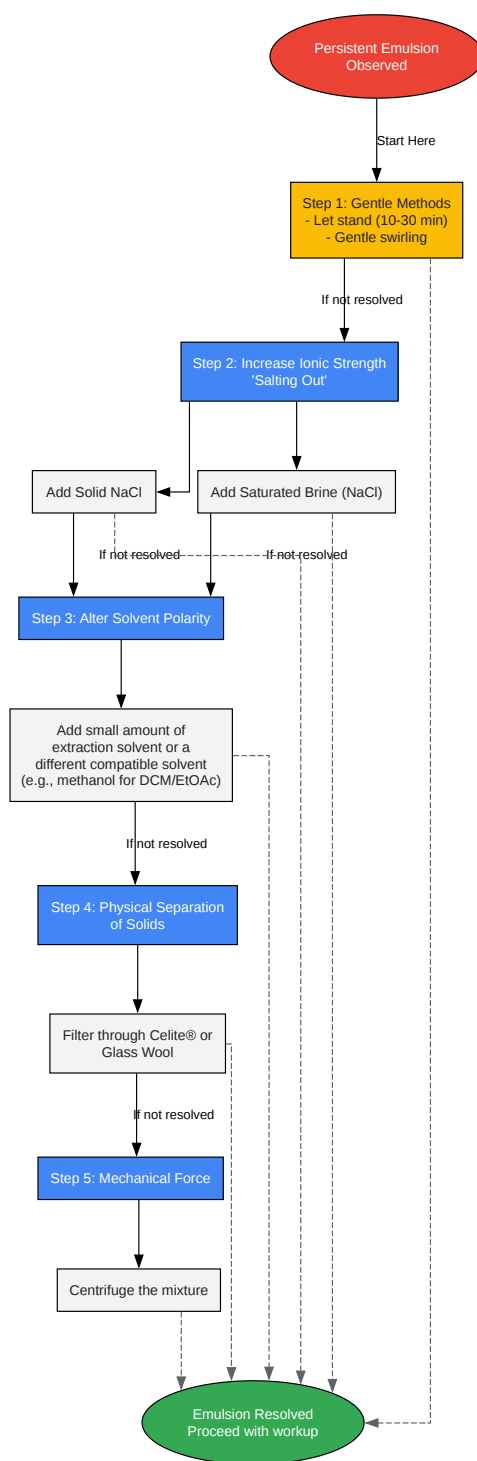 Persistent Emulsion
Observed
Start Here
Step 1: Gentle Methods
- Let stand (10-30 min)
- Gentle swirling
If not resolved
Step 2: Increase Ionic Strength
'Salting Out'
Add Solid NaCl
Add Saturated Brine (NaCl)
If not resolved
If not resolved
Step 3: Alter Solvent Polarity
Add small amount of
extraction solvent or a
different compatible solvent
(e.g., methanol for DCM/EtOAc)
If not resolved
Step 4: Physical Separation
of Solids
Filter through Celite® or
Glass Wool
If not resolved
Step 5: Mechanical Force
Centrifuge the mixture
Emulsion Resolved
Proceed with workup